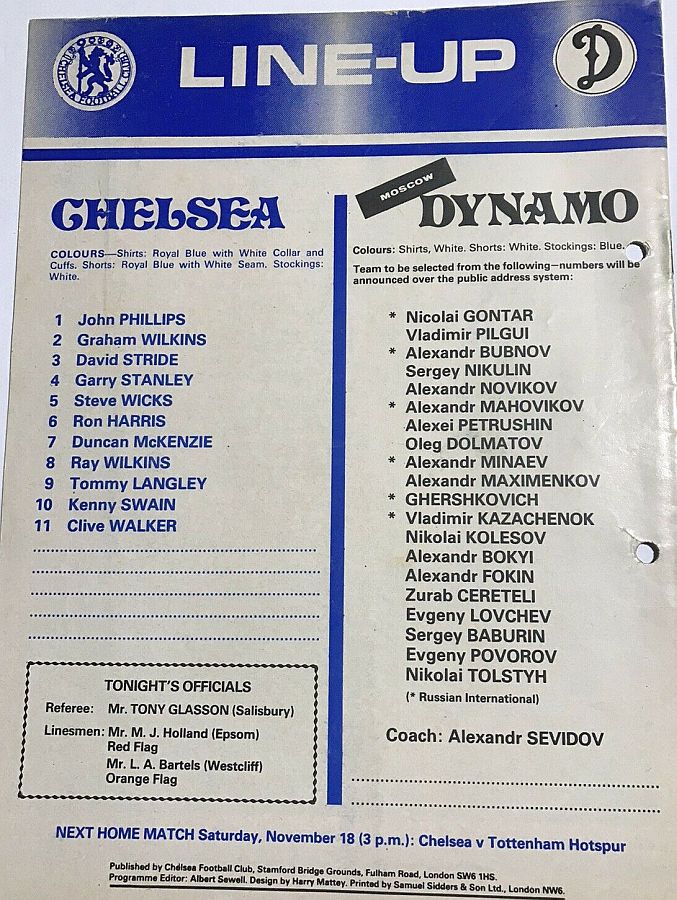 CHELSEA FOOTBALL CLUB
LINE-UP
D
CHELSEA
COLOURS—Shirts: Royal Blue with White Collar and
Cuffs. Shorts: Royal Blue with White Seam. Stockings:
White.
1 John PHILLIPS
2 Graham WILKINS
3 David STRIDE
4 Garry STANLEY
5 Steve WICKS
6 Ron HARRIS
7 Duncan McKENZIE
8 Ray WILKINS
9 Tommy LANGLEY
10 Kenny SWAIN
11 Clive WALKER
TONIGHT'S OFFICIALS
Referee: Mr. TONY GLASSON (Salisbury)
Linesmen: Mr. M. J. Holland (Epsom)
Red Flag
Mr. L. A. Bartels (Westcliff)
Orange Flag
MOSCOW
DYNAMO
Colours: Shirts, White. Shorts: White. Stockings: Blue.
Team to be selected from the following—numbers will be
announced over the public address system:
* Nicolai GONTAR
Vladimir PILGUI
* Alexandr BUBNOV
Sergey NIKULIN
Alexandr NOVIKOV
* Alexandr MAHOVIKOV
Alexei PETRUSHIN
Oleg DOLMATOV
* Alexandr MINAEV
Alexandr MAXIMENKOV
* GHERSHKOVICH
* Vladimir KAZACHENOK
Nikolai KOLESOV
Alexandr BOKYI
Alexandr FOKIN
Zurab CERETELI
Evgeny LOVCHEV
Sergey BABURIN
Evgeny POVOROV
Nikolai TOLSTYH
(* Russian International)
Coach: Alexandr SEVIDOV
NEXT HOME MATCH Saturday, November 18 (3 p.m.): Chelsea v Tottenham Hotspur
Published by Chelsea Football Club, Stamford Bridge Grounds, Fulham Road, London SW6 1HS.
Programme Editor: Albert Sewell. Design by Harry Mattey. Printed by Samuel Sidders & Son Ltd., London NW6.